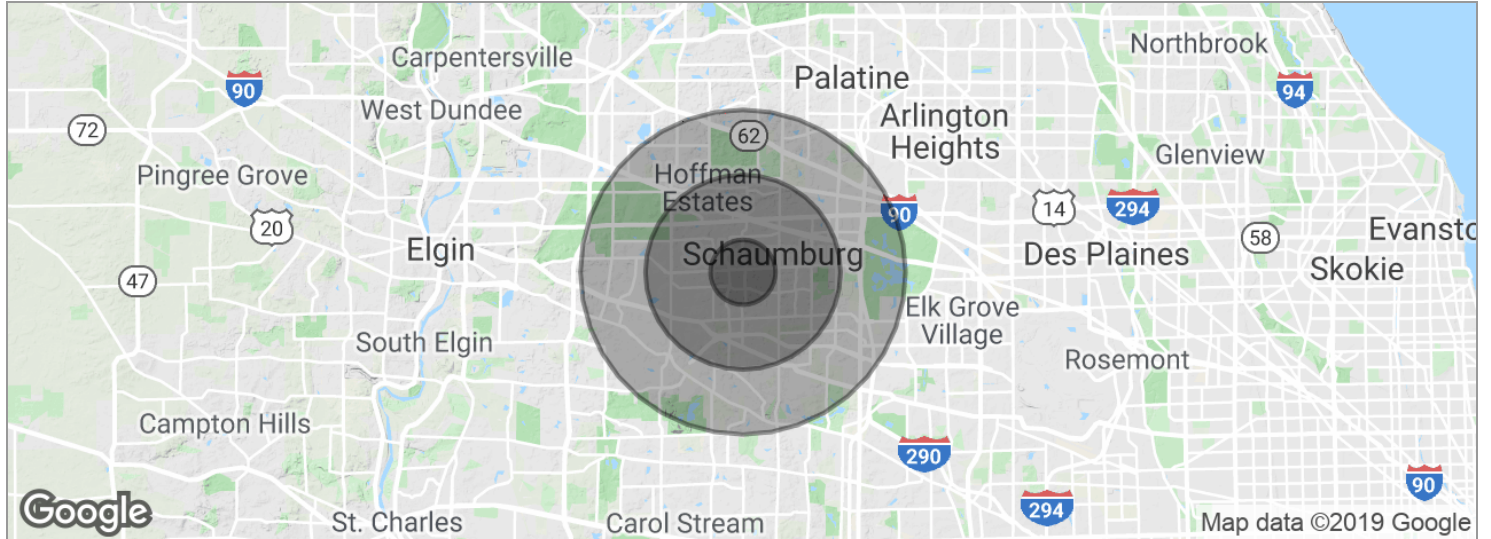 Northbrook
Carpentersville
Palatine
90
94
West Dundee
Arlington
Heights
72
62
Glenview
Pingree Grove
Hoffman
Estates
20
90
14
294
58
Evansto
Elgin
Schaumburg
Des Plaines
Skokie
47
Elk Grove
Village
South Elgin
Rosemont
Campton Hills
290
90
294
Google
St. Charles
Carol Stream
Map data ©2019 Google